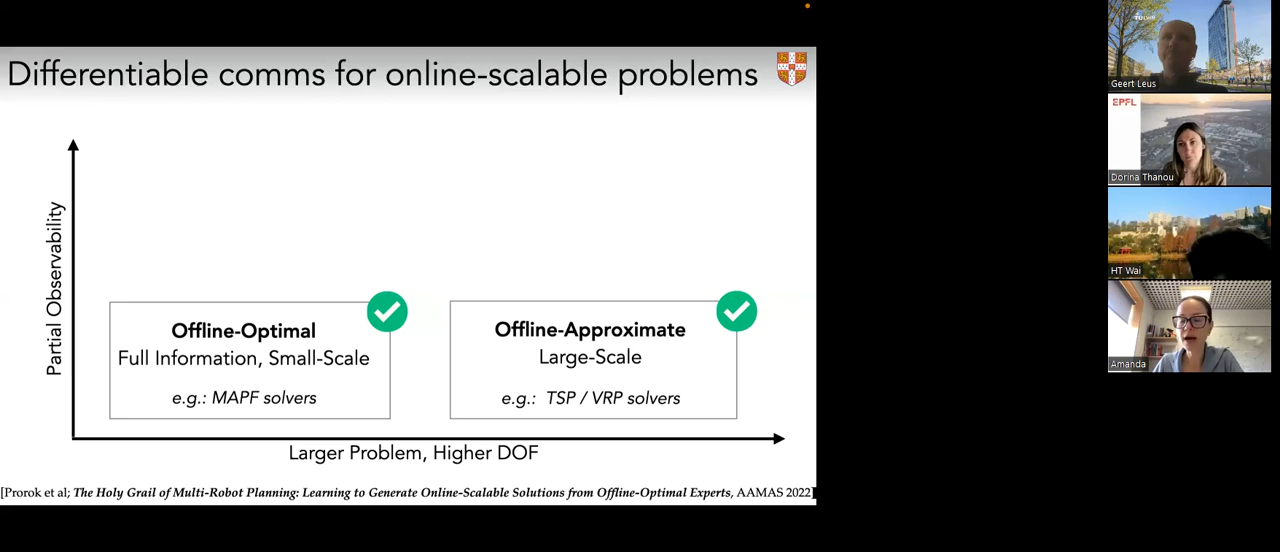 Differentiable comms for online-scalable problems
Partial Observability
Offline-Optimal
Full Information, Small-Scale
e.g.: MAPF solvers
Offline-Approximate
Large-Scale
e.g.: TSP / VRP solvers
Larger Problem, Higher DOF
[Prorok et al; The Holy Grail of Multi-Robot Planning: Learning to Generate Online-Scalable Solutions from Offline-Optimal Experts, AAMAS 2022]
Geert Leus
EPFL
Dorina Thanou
HT Wai
Amanda